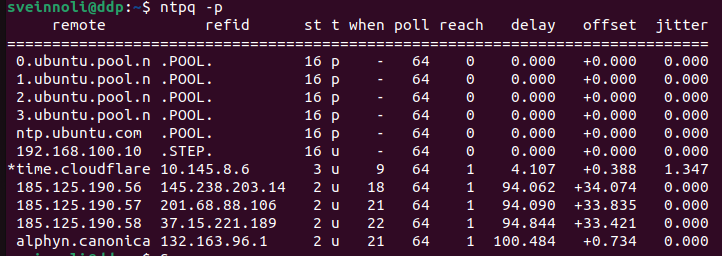 sveinnoli@ddp:~$ ntpq -p
     remote           refid      st t when poll reach   delay   offset  jitter
==============================================================================
 0.ubuntu.pool.n .POOL.          16 p    -   64    0    0.000   +0.000   0.000
 1.ubuntu.pool.n .POOL.          16 p    -   64    0    0.000   +0.000   0.000
 2.ubuntu.pool.n .POOL.          16 p    -   64    0    0.000   +0.000   0.000
 3.ubuntu.pool.n .POOL.          16 p    -   64    0    0.000   +0.000   0.000
 ntp.ubuntu.com  .POOL.          16 p    -   64    0    0.000   +0.000   0.000
 192.168.100.10  .STEP.          16 u    -   64    0    0.000   +0.000   0.000
*time.cloudflare 10.145.8.6       3 u    9   64    1    4.107   +0.388   1.347
 185.125.190.56  145.238.203.14   2 u   18   64    1   94.062  +34.074   0.000
 185.125.190.57  201.68.88.106    2 u   21   64    1   94.090  +33.835   0.000
 185.125.190.58  37.15.221.189    2 u   22   64    1   94.844  +33.421   0.000
 alphyn.canonica 132.163.96.1     2 u   21   64    1  100.484   +0.734   0.000